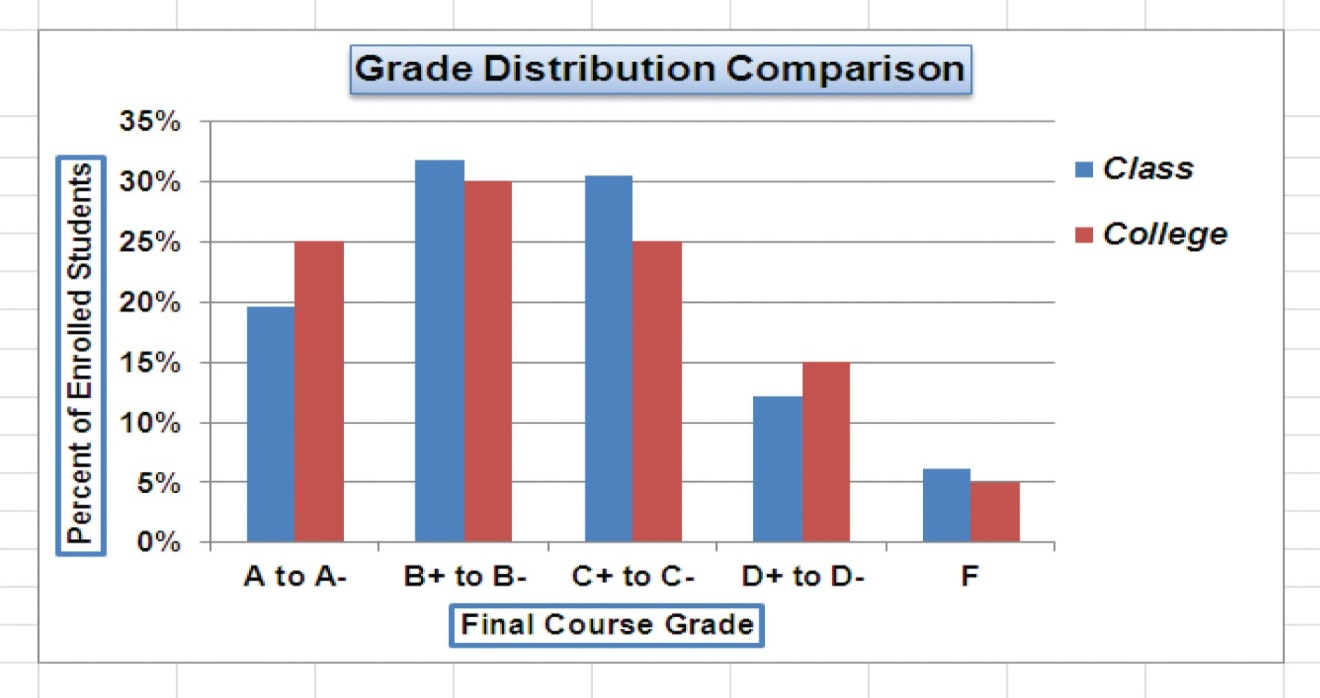 Grade Distribution Comparison
35%
30%
25%
20%
15%
10%
5%
0%
Percent of Enrolled Students
A to A-
B+ to B-
C+ to C-
D+ to D-
F
Final Course Grade
Class
College